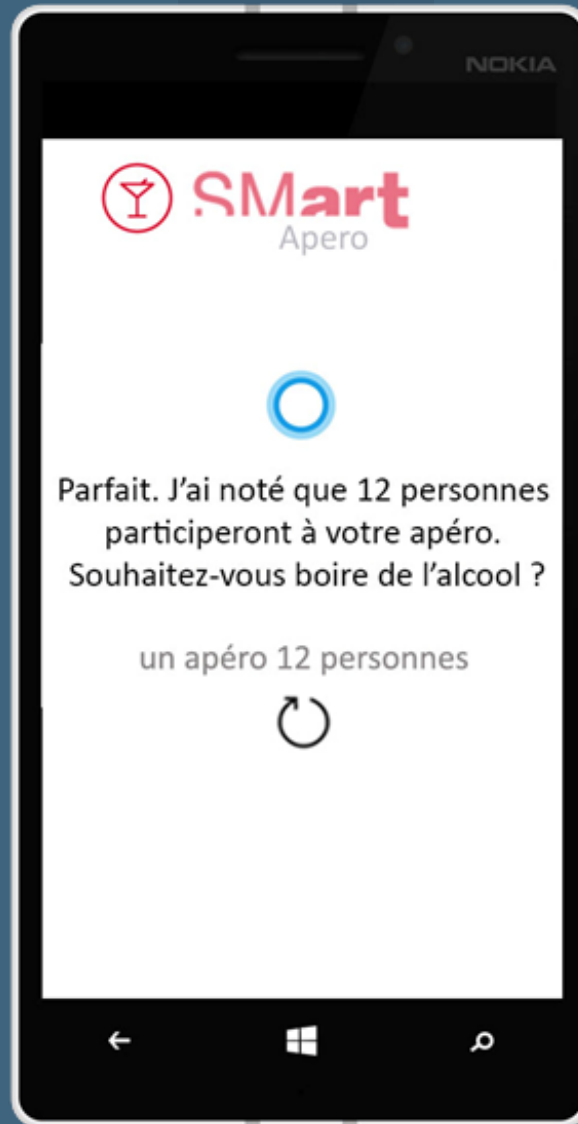 NOKIA
SMart
Apero
Parfait. J’ai noté que 12 personnes
participeront à votre apéro.
Souhaitez-vous boire de l’alcool ?
un apéro 12 personnes